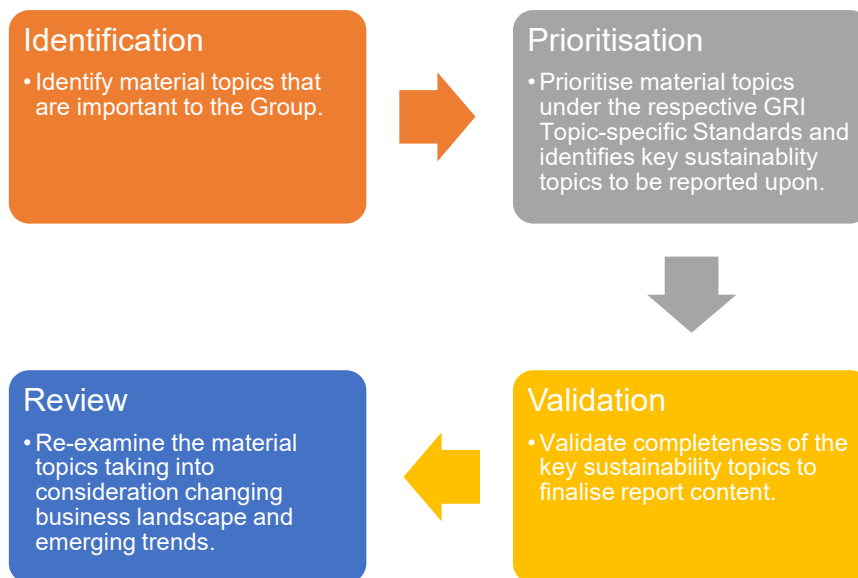 Identification
• Identify material topics that
are important to the Group.
Prioritisation
• Prioritise material topics
under the respective GRI
Topic-specific Standards and
identifies key sustainablity
topics to be reported upon.
Validation
• Validate completeness of the
key sustainability topics to
finalise report content.
Review
• Re-examine the material
topics taking into
consideration changing
business landscape and
emerging trends.